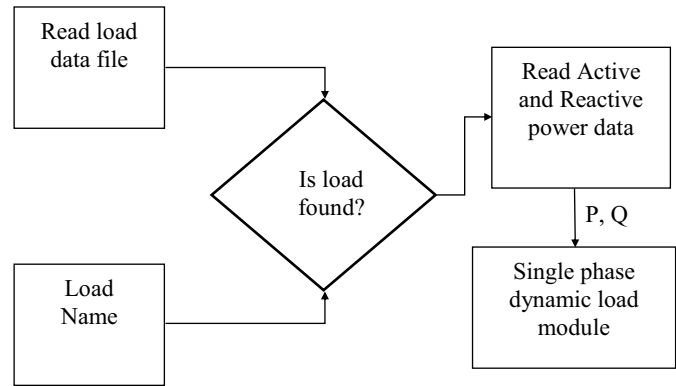 Read load
data file
Is load
found?
Load
Name
Read Active
and Reactive
power data
P, Q
Single phase
dynamic load
module